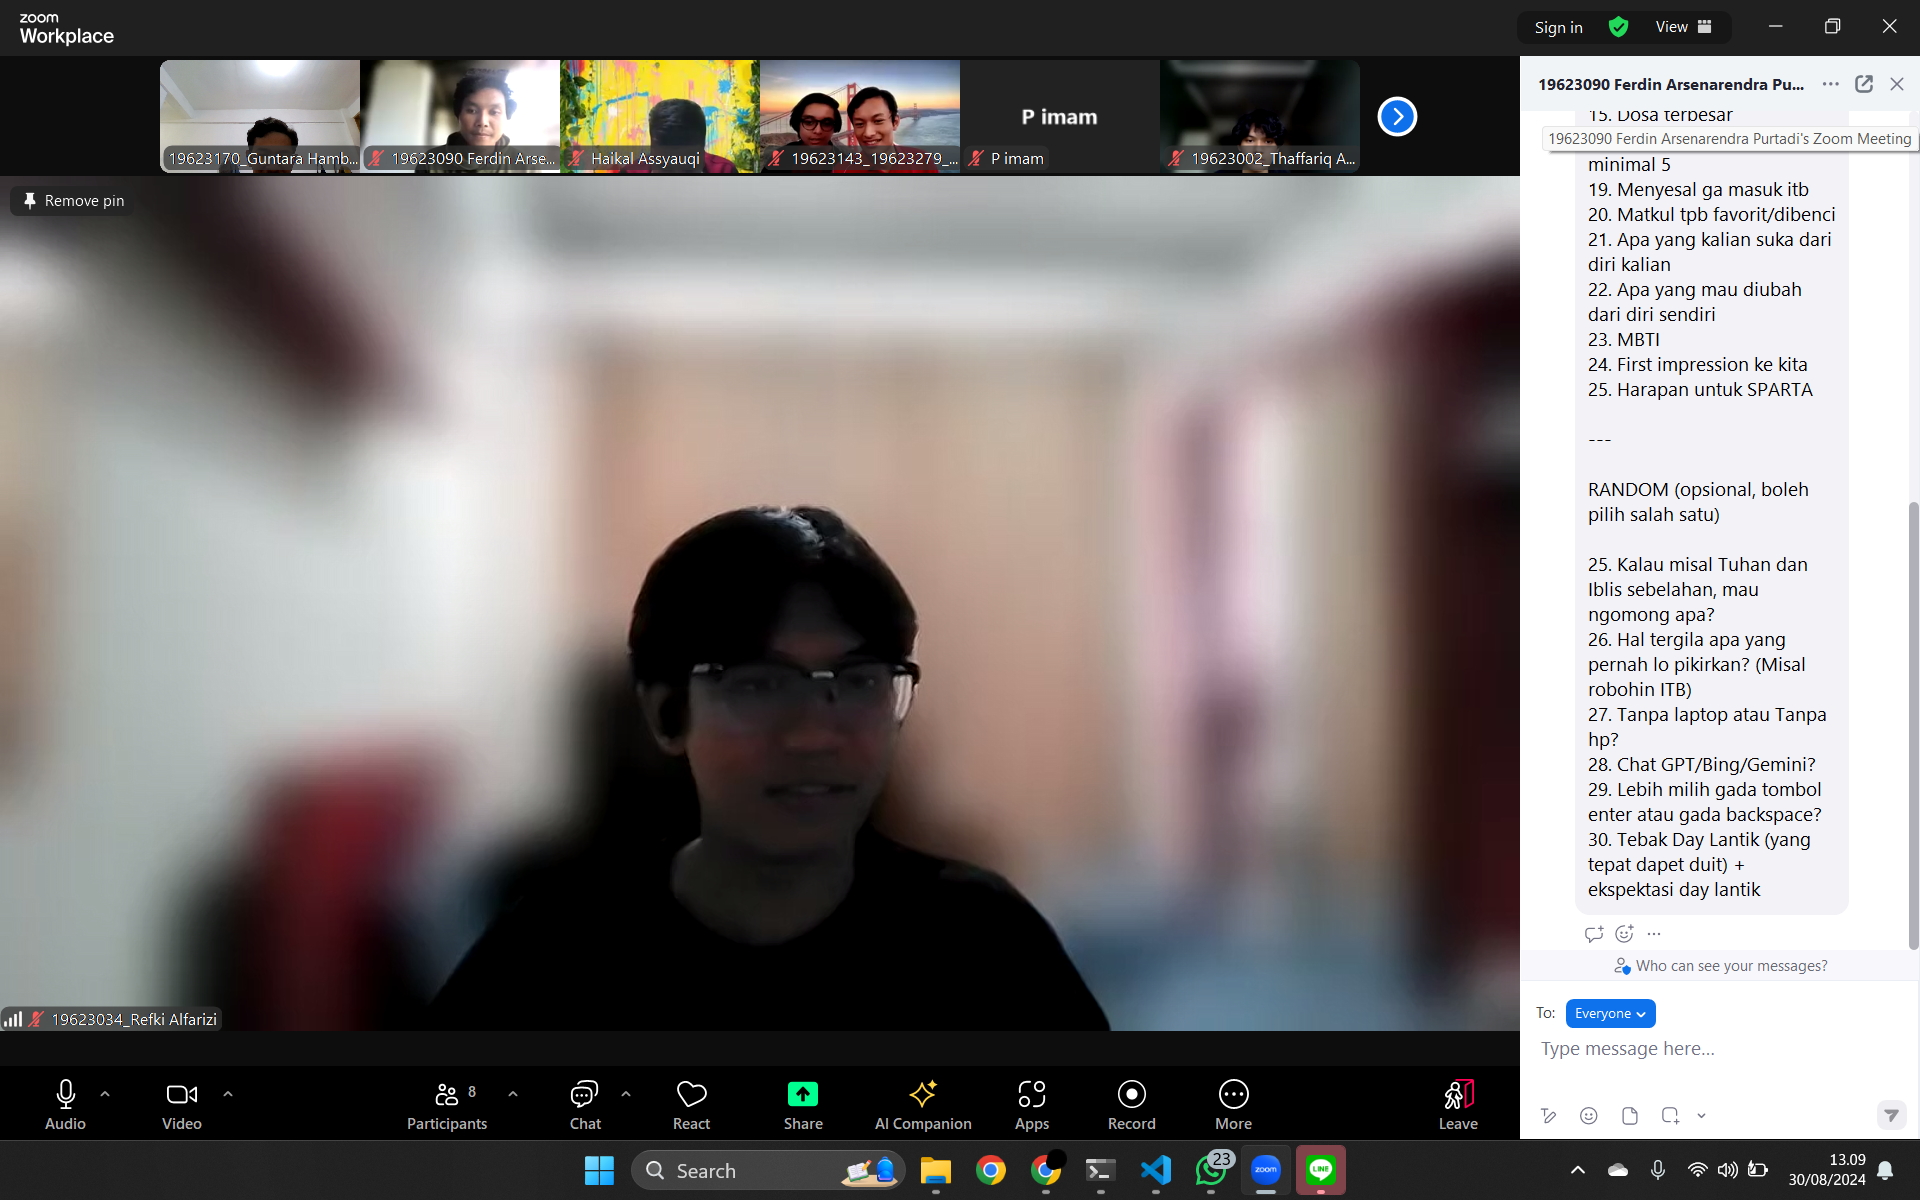 zoom
Workplace
Sign in
View
19623170_Guntara Hamb...
19623090 Ferdin Arse...
Haikal Assyauqi
19623143_19623279_...
P imam
P imam
19623002_Thaffariq A...
Remove pin
19623034_Refki Alfarizi
19623090 Ferdin Arsenarendra Pu...
15. Dosa terbesar
19623090 Ferdin Arsenarendra Purtadi's Zoom Meeting
minimal 5
19. Menyesal ga masuk itb
20. Matkul tpb favorit/dibenci
21. Apa yang kalian suka dari
diri kalian
22. Apa yang mau diubah
dari diri sendiri
23. MBTI
24. First impression ke kita
25. Harapan untuk SPARTA
---
RANDOM (opsional, boleh
pilih salah satu)
25. Kalau misal Tuhan dan
Iblis sebelahan, mau
ngomong apa?
26. Hal tergila apa yang
pernah lo pikirkan? (Misal
robohin ITB)
27. Tanpa laptop atau Tanpa
hp?
28. Chat GPT/Bing/Gemini?
29. Lebih milih gada tombol
enter atau gada backspace?
30. Tebak Day Lantik (yang
tepat dapet duit) +
ekspektasi day lantik
Who can see your messages?
To: Everyone
Type message here...
Audio
Video
Participants 8
Chat
React
Share
AI Companion
Apps
Record
More
Leave
Search
23
zoom
LINE
13.09
30/08/2024